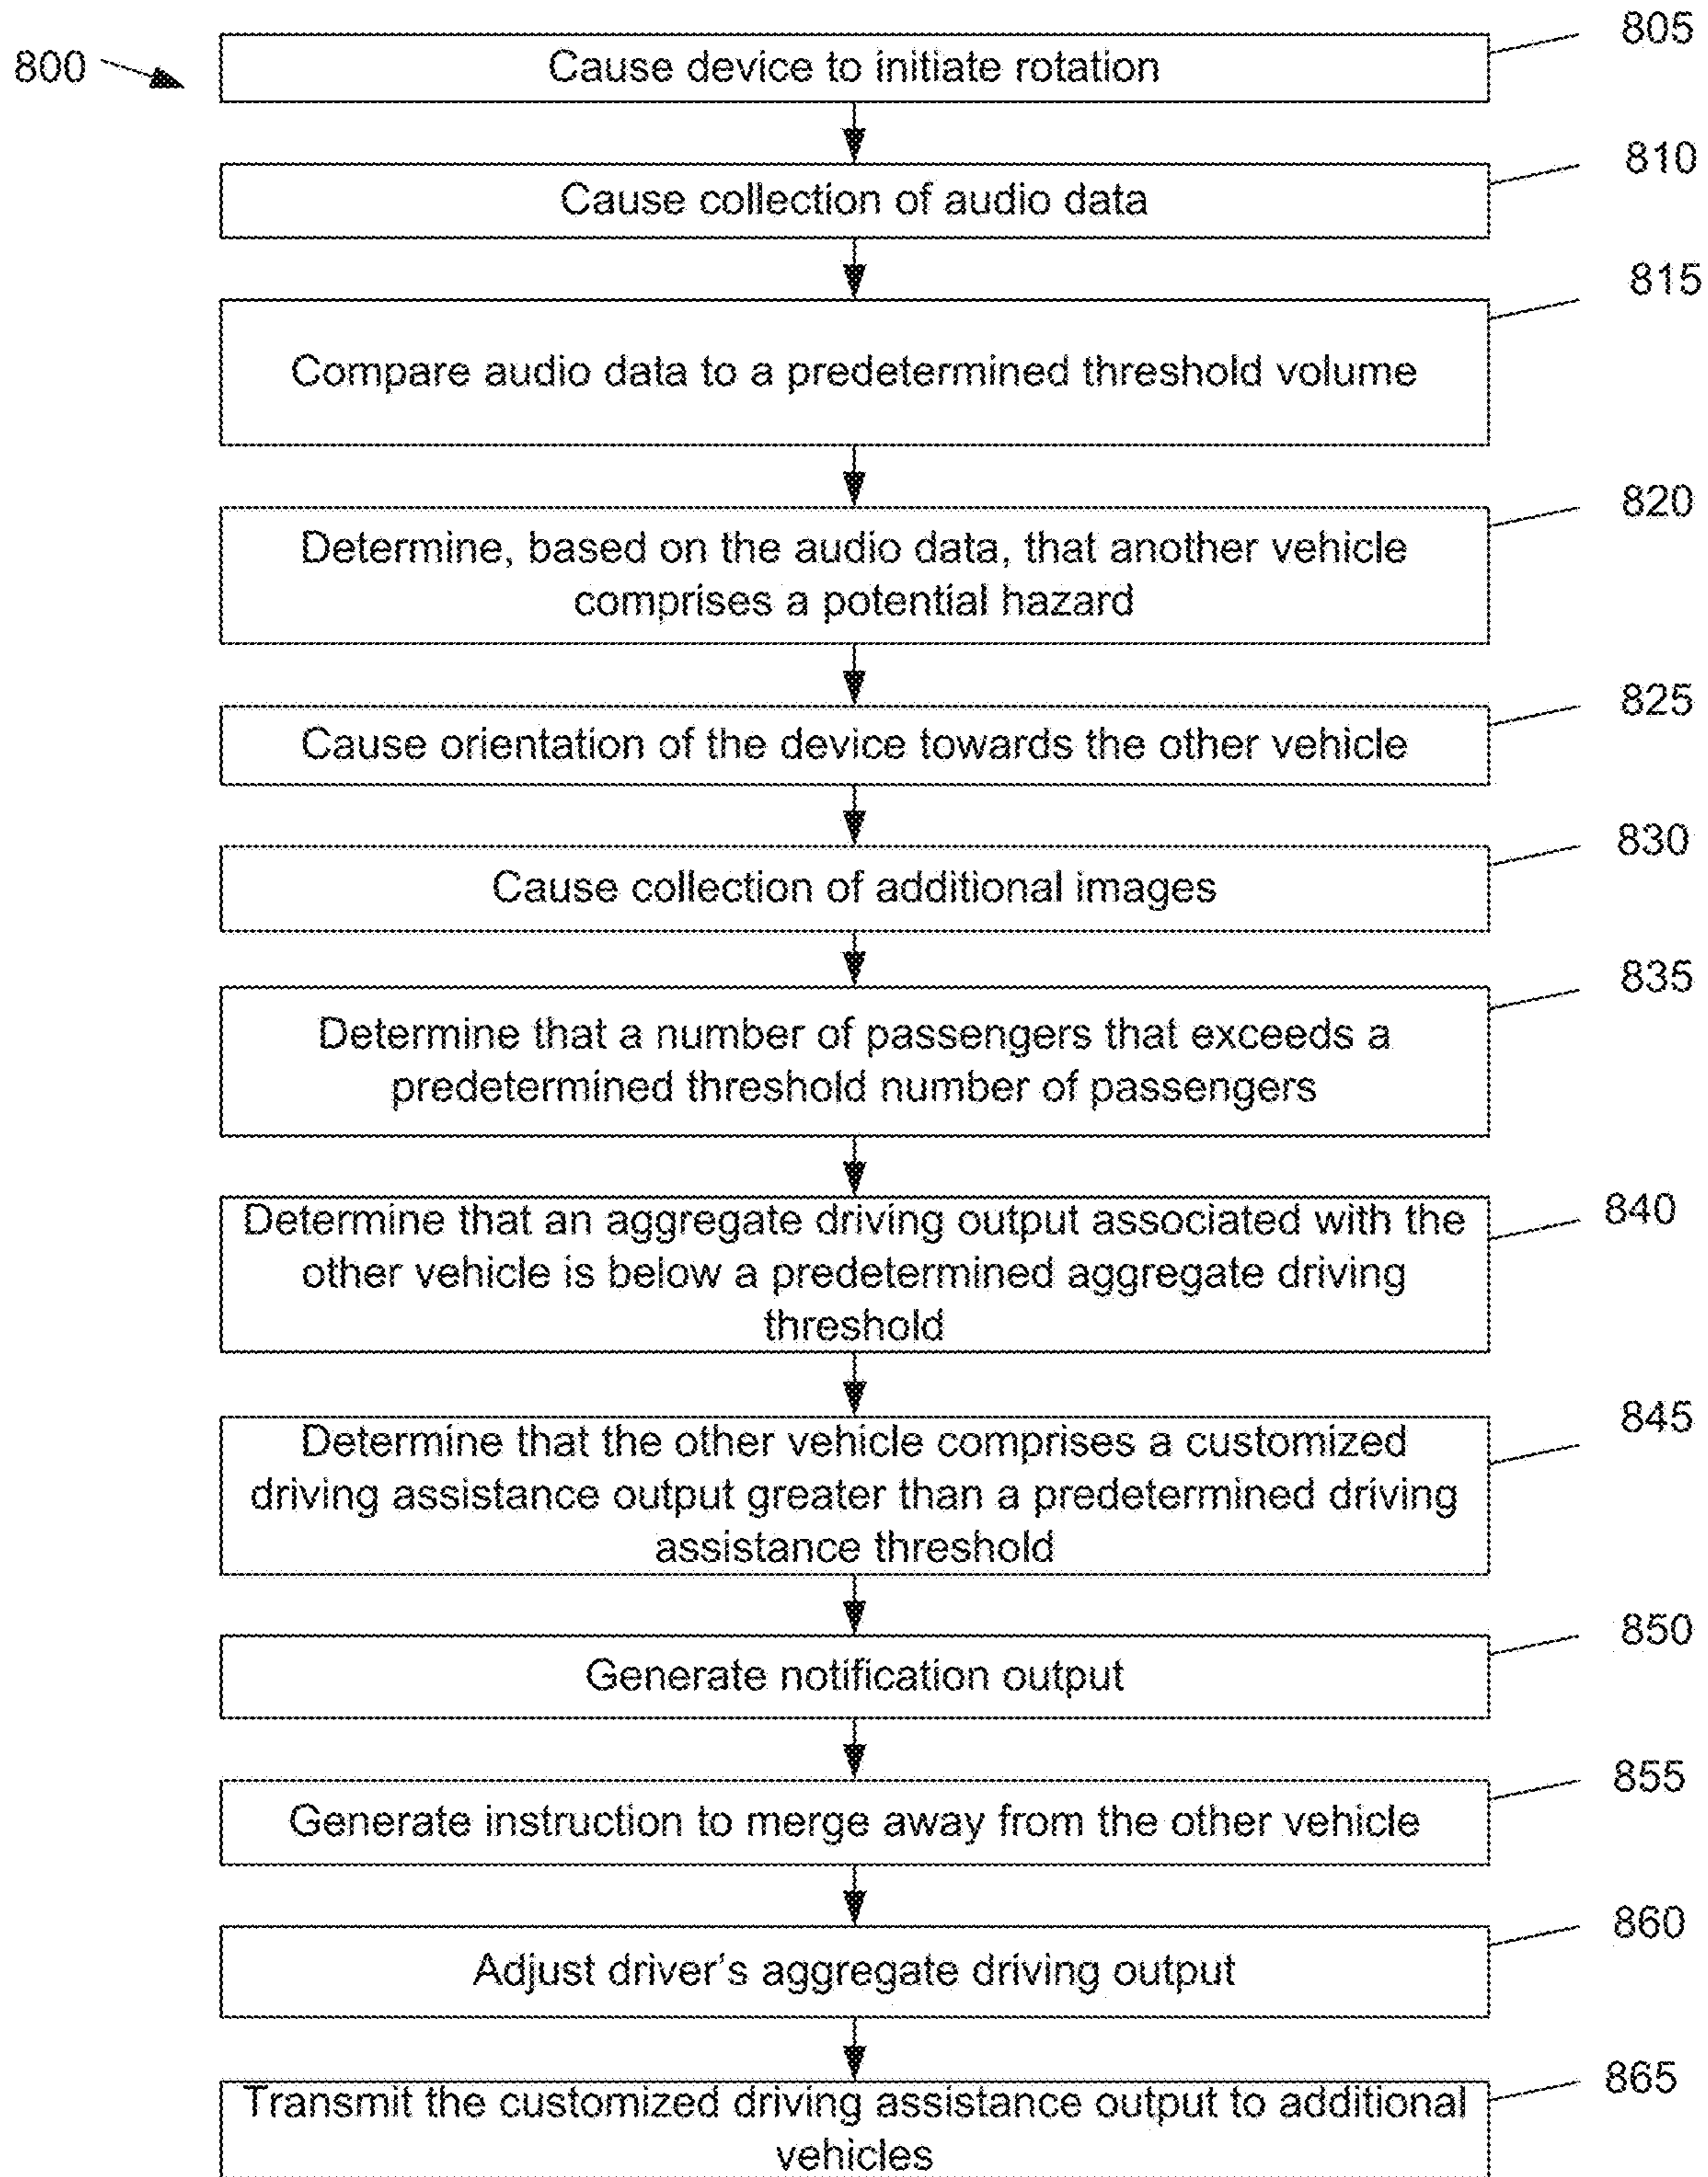 800
805
Cause device to initiate rotation
810
Cause collection of audio data
815
Compare audio data to a predetermined threshold volume
820
Determine, based on the audio data, that another vehicle
comprises a potential hazard
825
Cause orientation of the device towards the other vehicle
830
Cause collection of additional images
835
Determine that a number of passengers that exceeds a
predetermined threshold number of passengers
840
Determine that an aggregate driving output associated with the
other vehicle is below a predetermined aggregate driving
threshold
845
Determine that the other vehicle comprises a customized
driving assistance output greater than a predetermined driving
assistance threshold
850
Generate notification output
855
Generate instruction to merge away from the other vehicle
860
Adjust driver's aggregate driving output
865
Transmit the customized driving assistance output to additional
vehicles